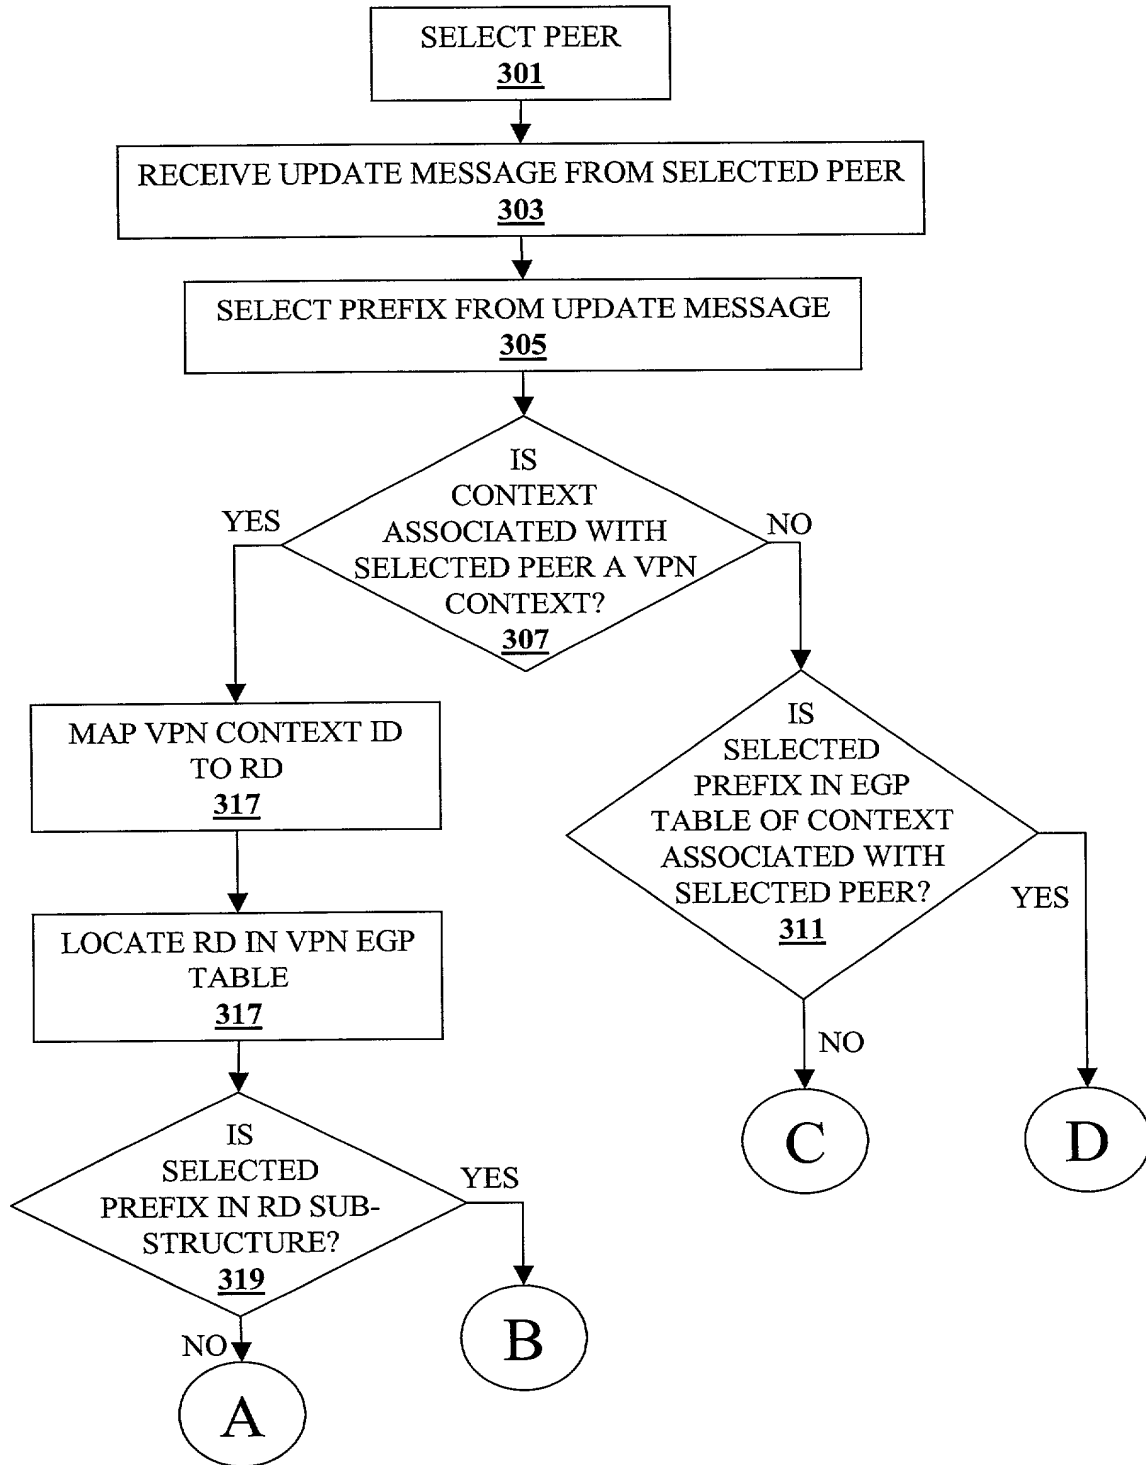 SELECT PEER
301
RECEIVE UPDATE MESSAGE FROM SELECTED PEER
303
SELECT PREFIX FROM UPDATE MESSAGE
305
IS
CONTEXT
ASSOCIATED WITH
SELECTED PEER A VPN
CONTEXT?
307
YES
NO
MAP VPN CONTEXT ID
TO RD
317
IS
SELECTED
PREFIX IN EGP
TABLE OF CONTEXT
ASSOCIATED WITH
SELECTED PEER?
311
YES
NO
LOCATE RD IN VPN EGP
TABLE
317
C
D
IS
SELECTED
PREFIX IN RD SUB-
STRUCTURE?
319
YES
NO
B
A